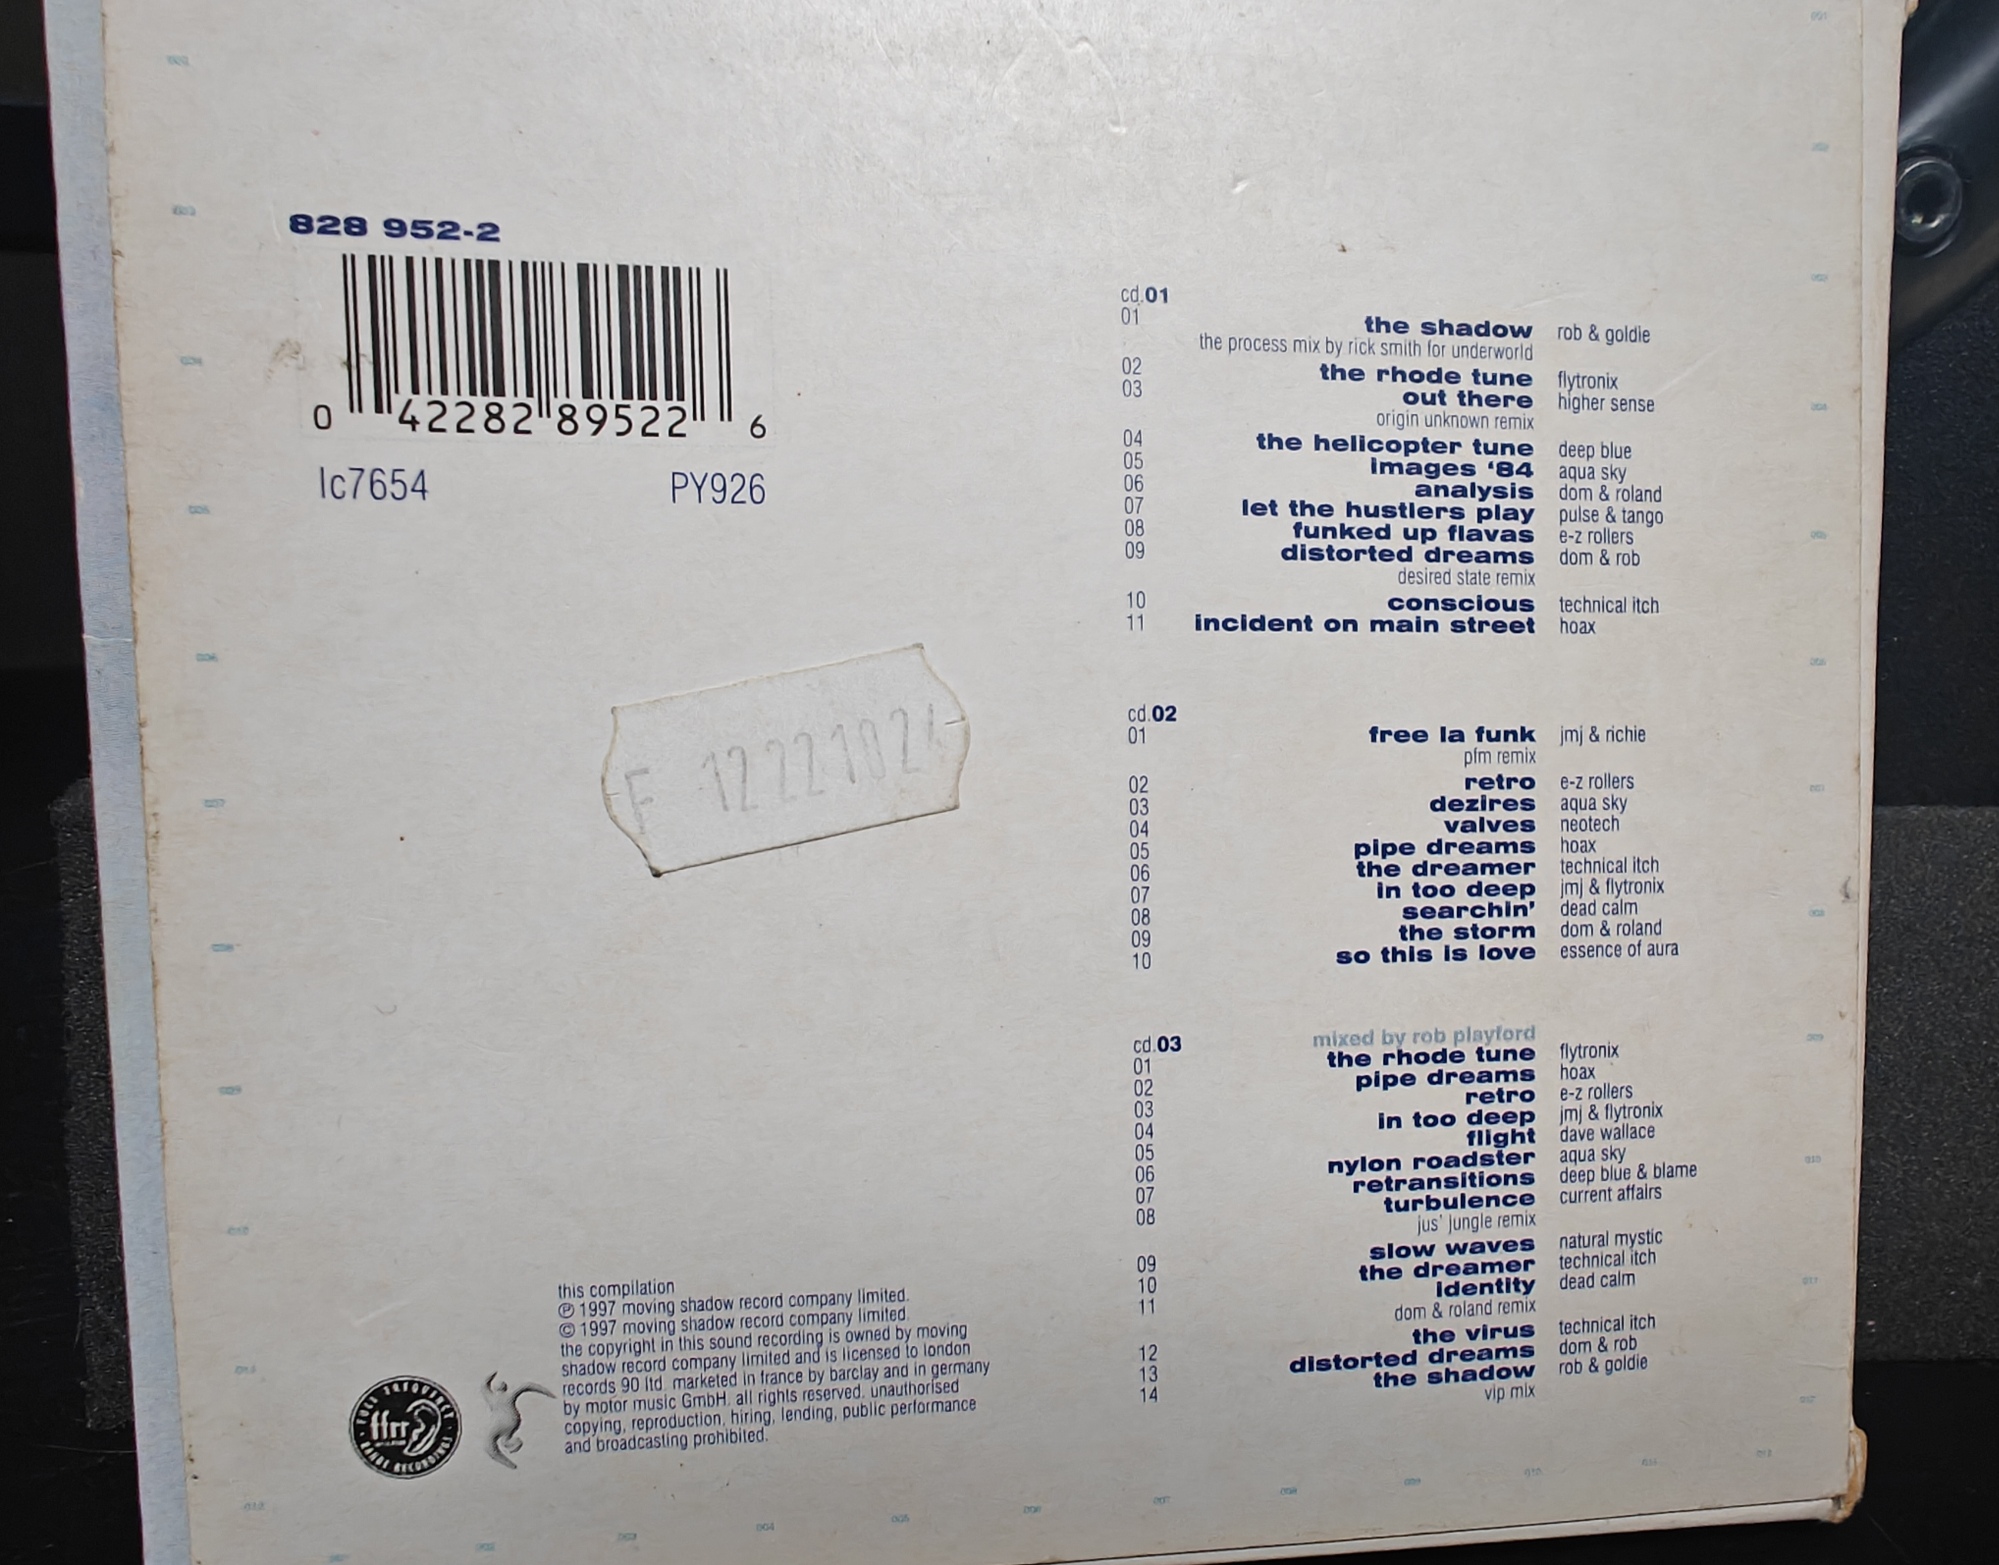 828 952-2
0 42282 89522 6
lc7654 PY926
cd.01
01 the shadow rob & goldie
the process mix by rick smith for underworld
02 the rhode tune flytronix
03 out there higher sense
origin unknown remix
04 the helicopter tune deep blue
05 images '84 aqua sky
06 analysis dom & roland
07 let the hustlers play pulse & tango
08 funked up flavas e-z rollers
09 distorted dreams dom & rob
desired state remix
10 conscious technical itch
11 incident on main street hoax
F 1222102
cd.02
01 free la funk jmj & richie
pfm remix
02 retro e-z rollers
03 dezires aqua sky
04 valves neotech
05 pipe dreams hoax
06 the dreamer technical itch
07 in too deep jmj & flytronix
08 searchin' dead calm
09 the storm dom & roland
10 so this is love essence of aura
cd.03 mixed by rob playford
01 the rhode tune flytronix
02 pipe dreams hoax
03 retro e-z rollers
04 in too deep jmj & flytronix
05 flight dave wallace
06 nylon roadster aqua sky
07 retransitions deep blue & blame
08 turbulence current affairs
jus' jungle remix
09 slow waves natural mystic
10 the dreamer technical itch
11 identity dead calm
dom & roland remix
12 the virus technical itch
13 distorted dreams dom & rob
14 the shadow rob & goldie
vip mix
this compilation
℗ 1997 moving shadow record company limited.
© 1997 moving shadow record company limited.
the copyright in this sound recording is owned by moving
shadow record company limited and is licensed to london
records 90 ltd. marketed in france by barclay and in germany
by motor music GmbH. all rights reserved. unauthorised
copying, reproduction, hiring, lending, public performance
and broadcasting prohibited.
FULL FREQUENCY
ffrr
RANGE RECORDINGS